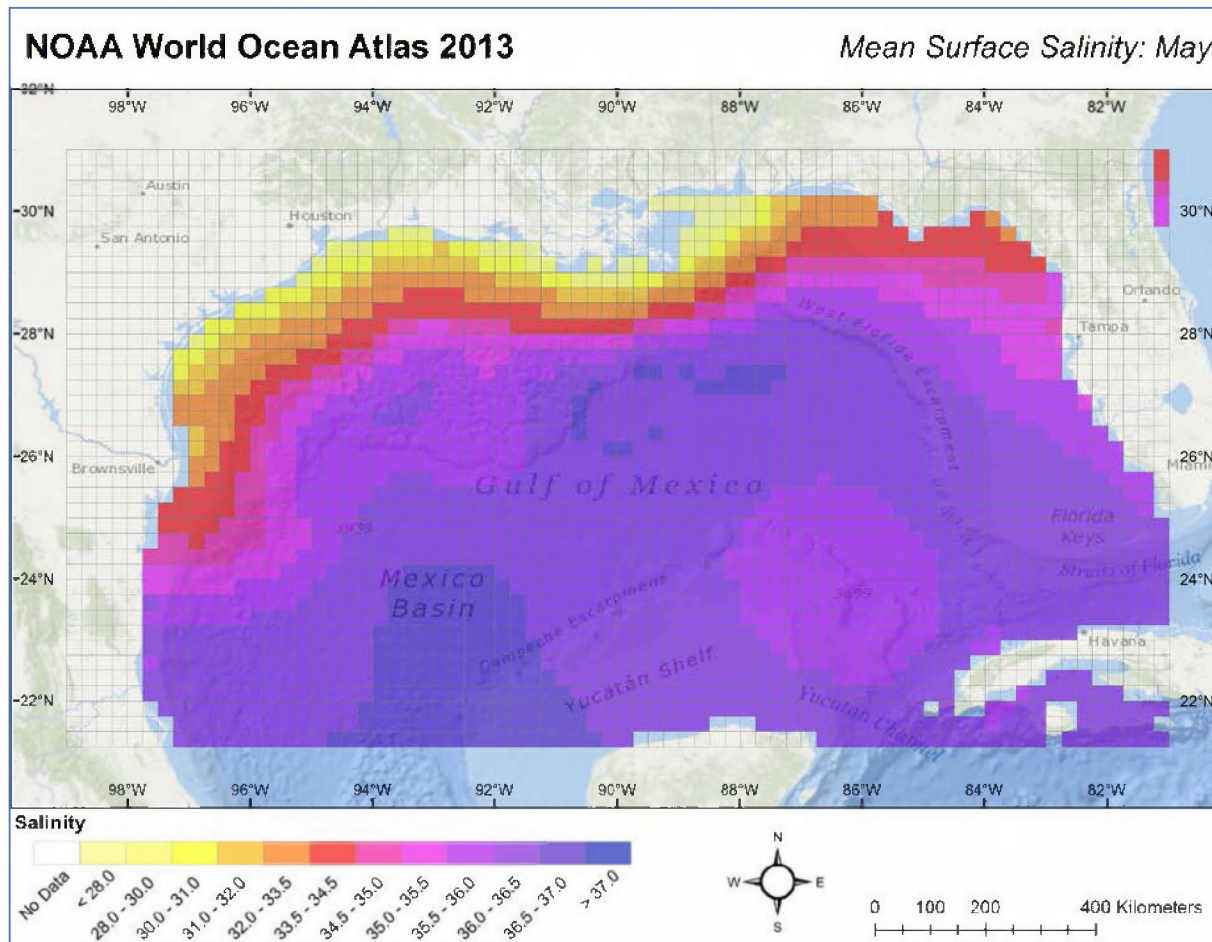 NOAA World Ocean Atlas 2013
Mean Surface Salinity: May
32°N
98°W 96°W 94°W 92°W 90°W 88°W 86°W 84°W 82°W
Austin
30°N
Houston
30°N
San Antonio
Orlando
28°N
West Florida Escarpment
Tampa
28°N
26°N
Brownsville
Miami
26°N
Gulf of Mexico
3939
Florida
Keys
24°N
Mexico
Basin
Campeche Escarpment
Straits of Florida
24°N
Havana
Yucatán Shelf
22°N
Yucatan Channel
22°N
98°W 96°W 94°W 92°W 90°W 88°W 86°W 84°W 82°W
Salinity
No Data
< 28.0
28.0 - 30.0
30.0 - 31.0
31.0 - 32.0
32.0 - 33.5
33.5 - 34.5
34.5 - 35.0
35.0 - 35.5
35.5 - 36.0
36.0 - 36.5
36.5 - 37.0
> 37.0
N
W E
S
0 100 200 400 Kilometers